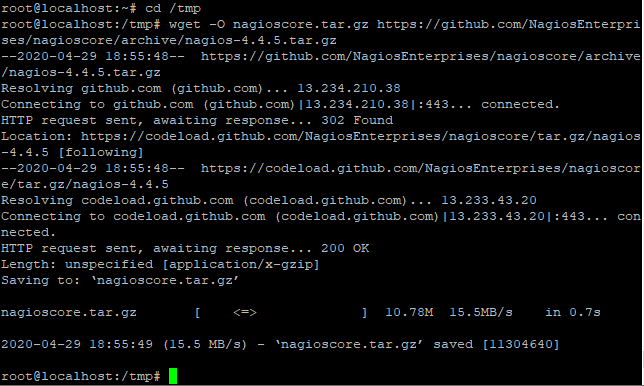 root@localhost:~# cd /tmp
root@localhost:/tmp# wget -O nagioscore.tar.gz https://github.com/NagiosEnterpri
ses/nagioscore/archive/nagios-4.4.5.tar.gz
--2020-04-29 18:55:48--  https://github.com/NagiosEnterprises/nagioscore/archive
/nagios-4.4.5.tar.gz
Resolving github.com (github.com)... 13.234.210.38
Connecting to github.com (github.com)|13.234.210.38|:443... connected.
HTTP request sent, awaiting response... 302 Found
Location: https://codeload.github.com/NagiosEnterprises/nagioscore/tar.gz/nagios
-4.4.5 [following]
--2020-04-29 18:55:48--  https://codeload.github.com/NagiosEnterprises/nagioscor
e/tar.gz/nagios-4.4.5
Resolving codeload.github.com (codeload.github.com)... 13.233.43.20
Connecting to codeload.github.com (codeload.github.com)|13.233.43.20|:443... con
nected.
HTTP request sent, awaiting response... 200 OK
Length: unspecified [application/x-gzip]
Saving to: ‘nagioscore.tar.gz’
nagioscore.tar.gz       [    <=>             ]  10.78M  15.5MB/s    in 0.7s
2020-04-29 18:55:49 (15.5 MB/s) - ‘nagioscore.tar.gz’ saved [11304640]
root@localhost:/tmp#